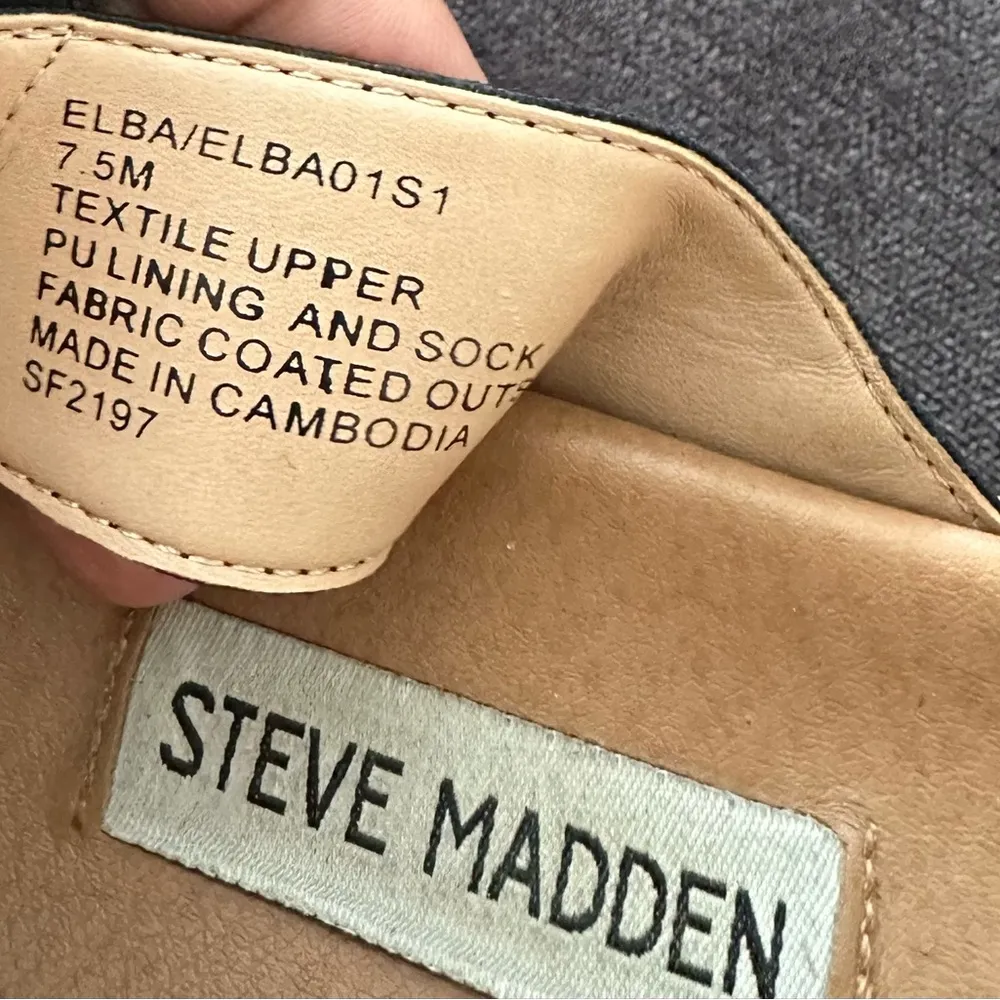 ELBA/ELBA01S1
7.5M
TEXTILE UPPER
PU LINING AND SOCK
FABRIC COATED OUTS
MADE IN CAMBODIA
SF2197
STEVE MADDEN